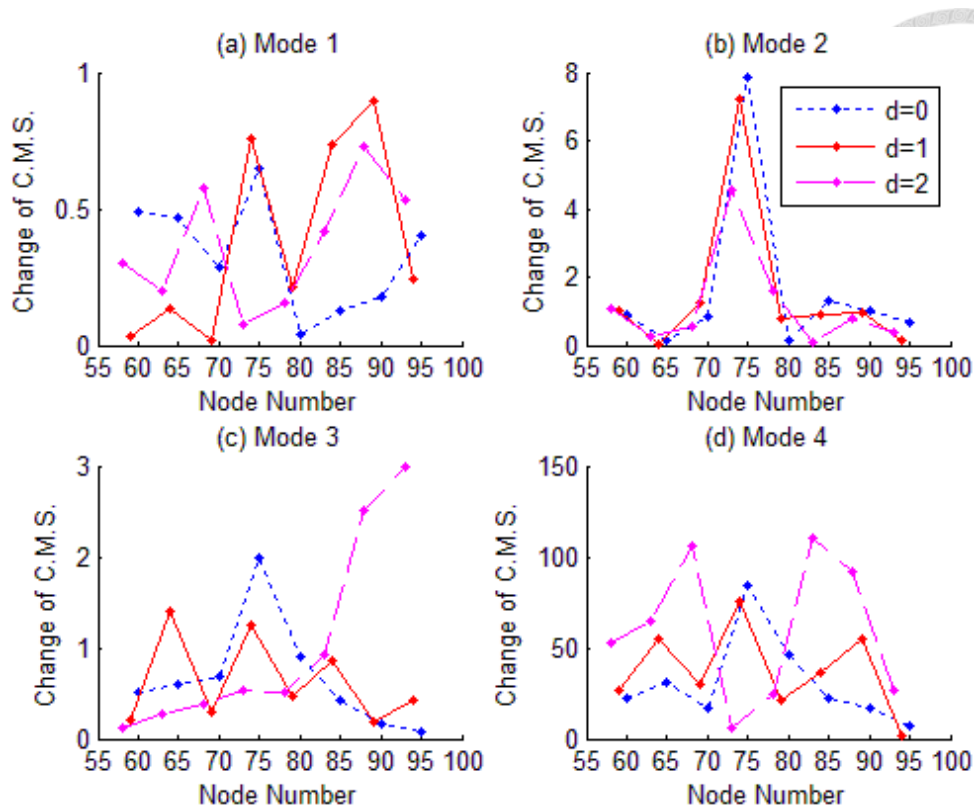 (a) Mode 1
(b) Mode 2
Change of C.M.S.
1
0.5
0
55 60 65 70 75 80 85 90 95 100
Node Number
Change of C.M.S.
8
6
4
2
0
55 60 65 70 75 80 85 90 95 100
Node Number
d=0
d=1
d=2
(c) Mode 3
(d) Mode 4
Change of C.M.S.
3
2
1
0
55 60 65 70 75 80 85 90 95 100
Node Number
Change of C.M.S.
150
100
50
0
55 60 65 70 75 80 85 90 95 100
Node Number